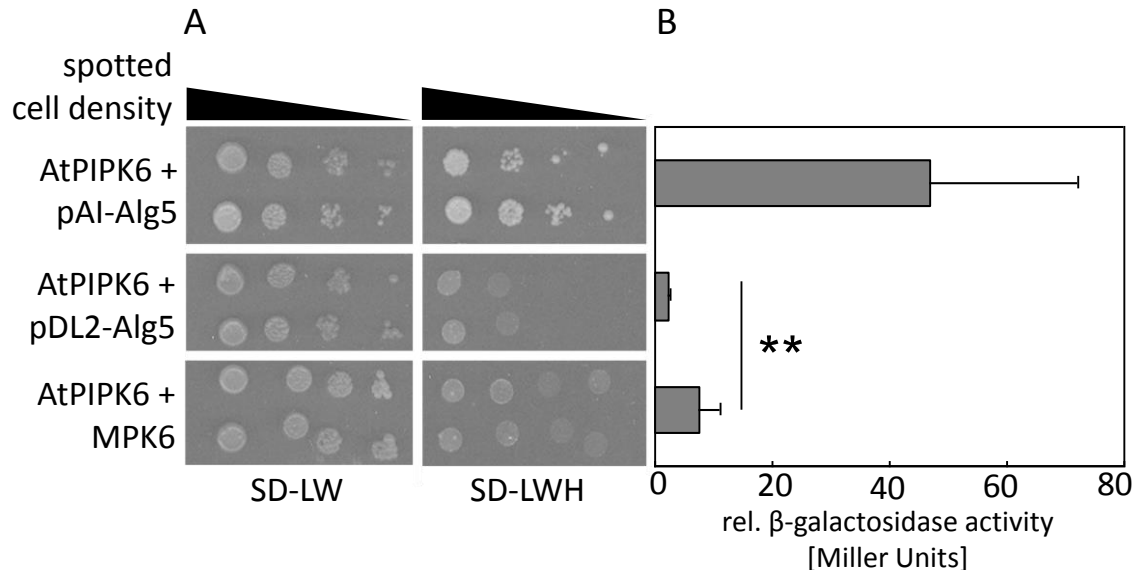 A
B
spotted
cell density
AtPIPK6 +
pAI-Alg5
AtPIPK6 +
pDL2-Alg5
AtPIPK6 +
MPK6
**
SD-LW
SD-LWH
0
20
40
60
80
rel. β-galactosidase activity
[Miller Units]